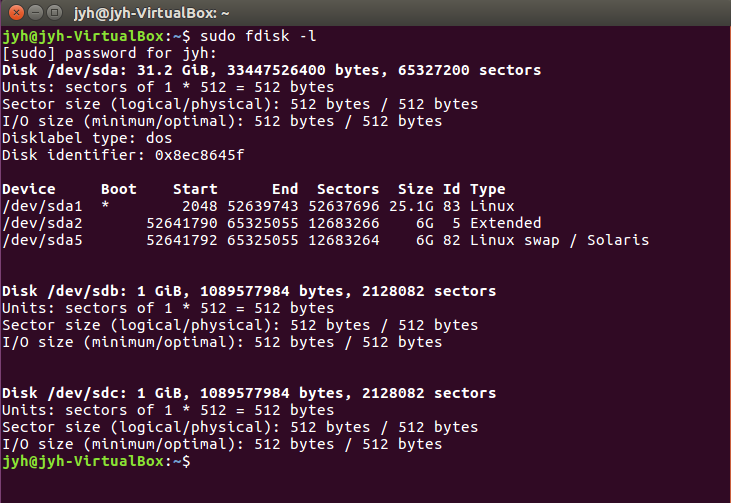 jyh@jyh-VirtualBox: ~
jyh@jyh-VirtualBox:~$ sudo fdisk -l
[sudo] password for jyh:
Disk /dev/sda: 31.2 GiB, 33447526400 bytes, 65327200 sectors
Units: sectors of 1 * 512 = 512 bytes
Sector size (logical/physical): 512 bytes / 512 bytes
I/O size (minimum/optimal): 512 bytes / 512 bytes
Disklabel type: dos
Disk identifier: 0x8ec8645f

Device     Boot    Start      End  Sectors  Size Id Type
/dev/sda1  *        2048 52639743 52637696 25.1G 83 Linux
/dev/sda2       52641790 65325055 12683266    6G  5 Extended
/dev/sda5       52641792 65325055 12683264    6G 82 Linux swap / Solaris

Disk /dev/sdb: 1 GiB, 1089577984 bytes, 2128082 sectors
Units: sectors of 1 * 512 = 512 bytes
Sector size (logical/physical): 512 bytes / 512 bytes
I/O size (minimum/optimal): 512 bytes / 512 bytes

Disk /dev/sdc: 1 GiB, 1089577984 bytes, 2128082 sectors
Units: sectors of 1 * 512 = 512 bytes
Sector size (logical/physical): 512 bytes / 512 bytes
I/O size (minimum/optimal): 512 bytes / 512 bytes
jyh@jyh-VirtualBox:~$